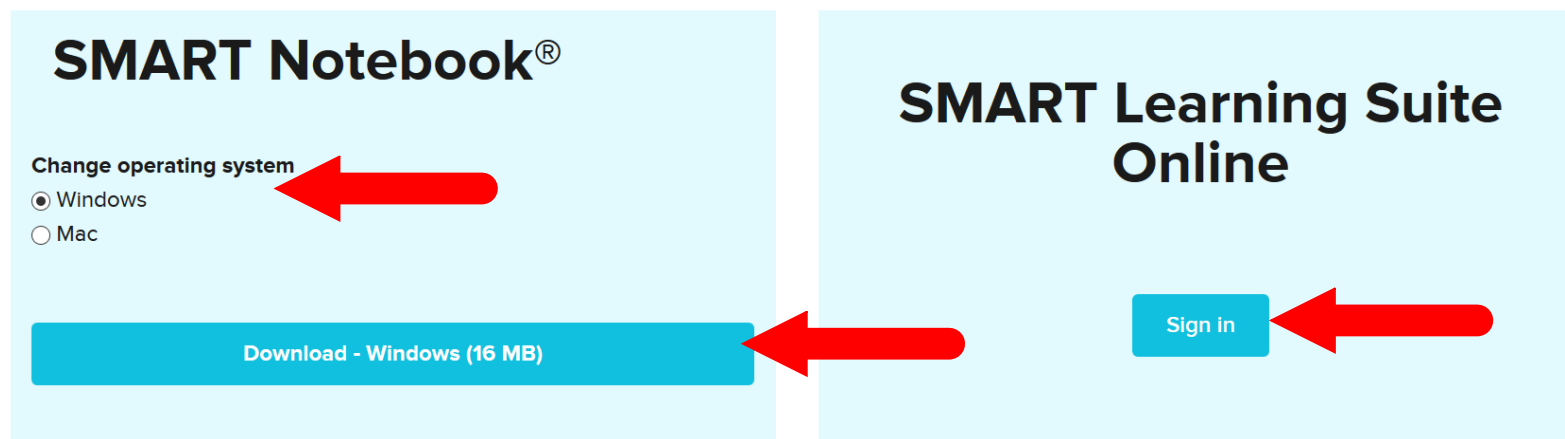 SMART Notebook®
Change operating system
Windows
Mac
Download - Windows (16 MB)
SMART Learning Suite
Online
Sign in